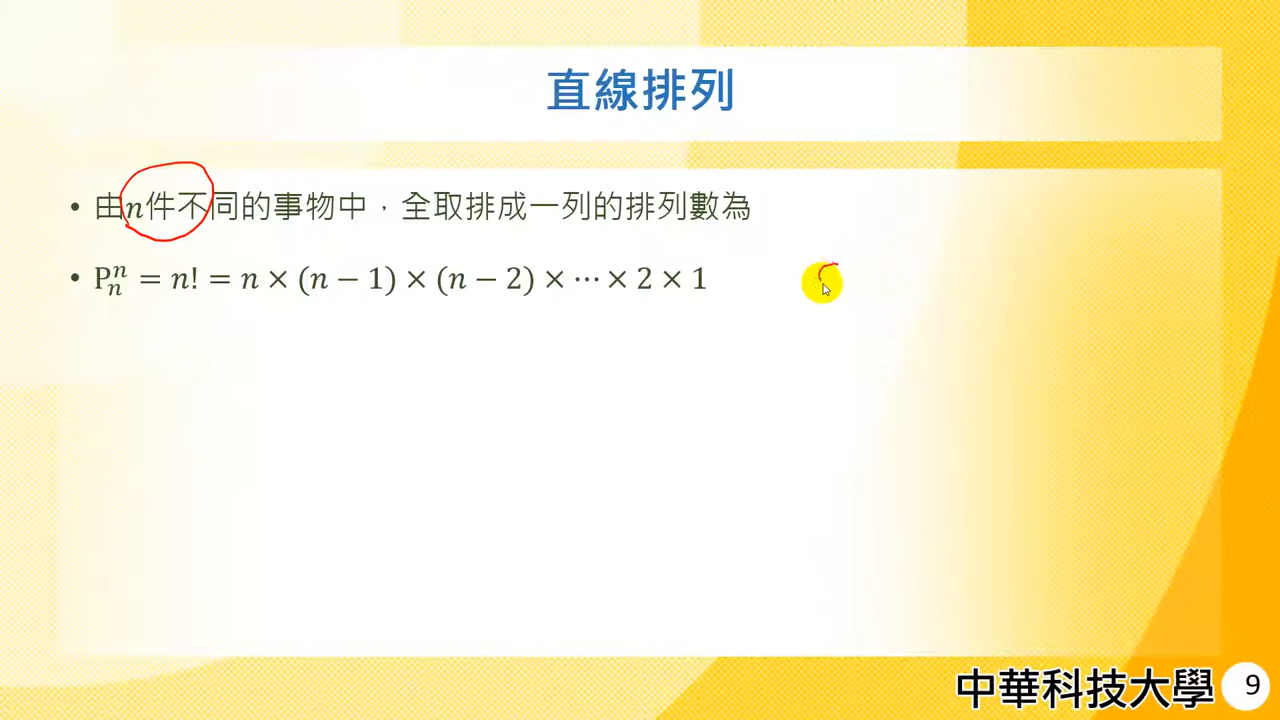 直線排列
• 由n件不同的事物中，全取排成一列的排列數為
• Pₙⁿ = n! = n × (n − 1) × (n − 2) × ⋯ × 2 × 1
中華科技大學 9